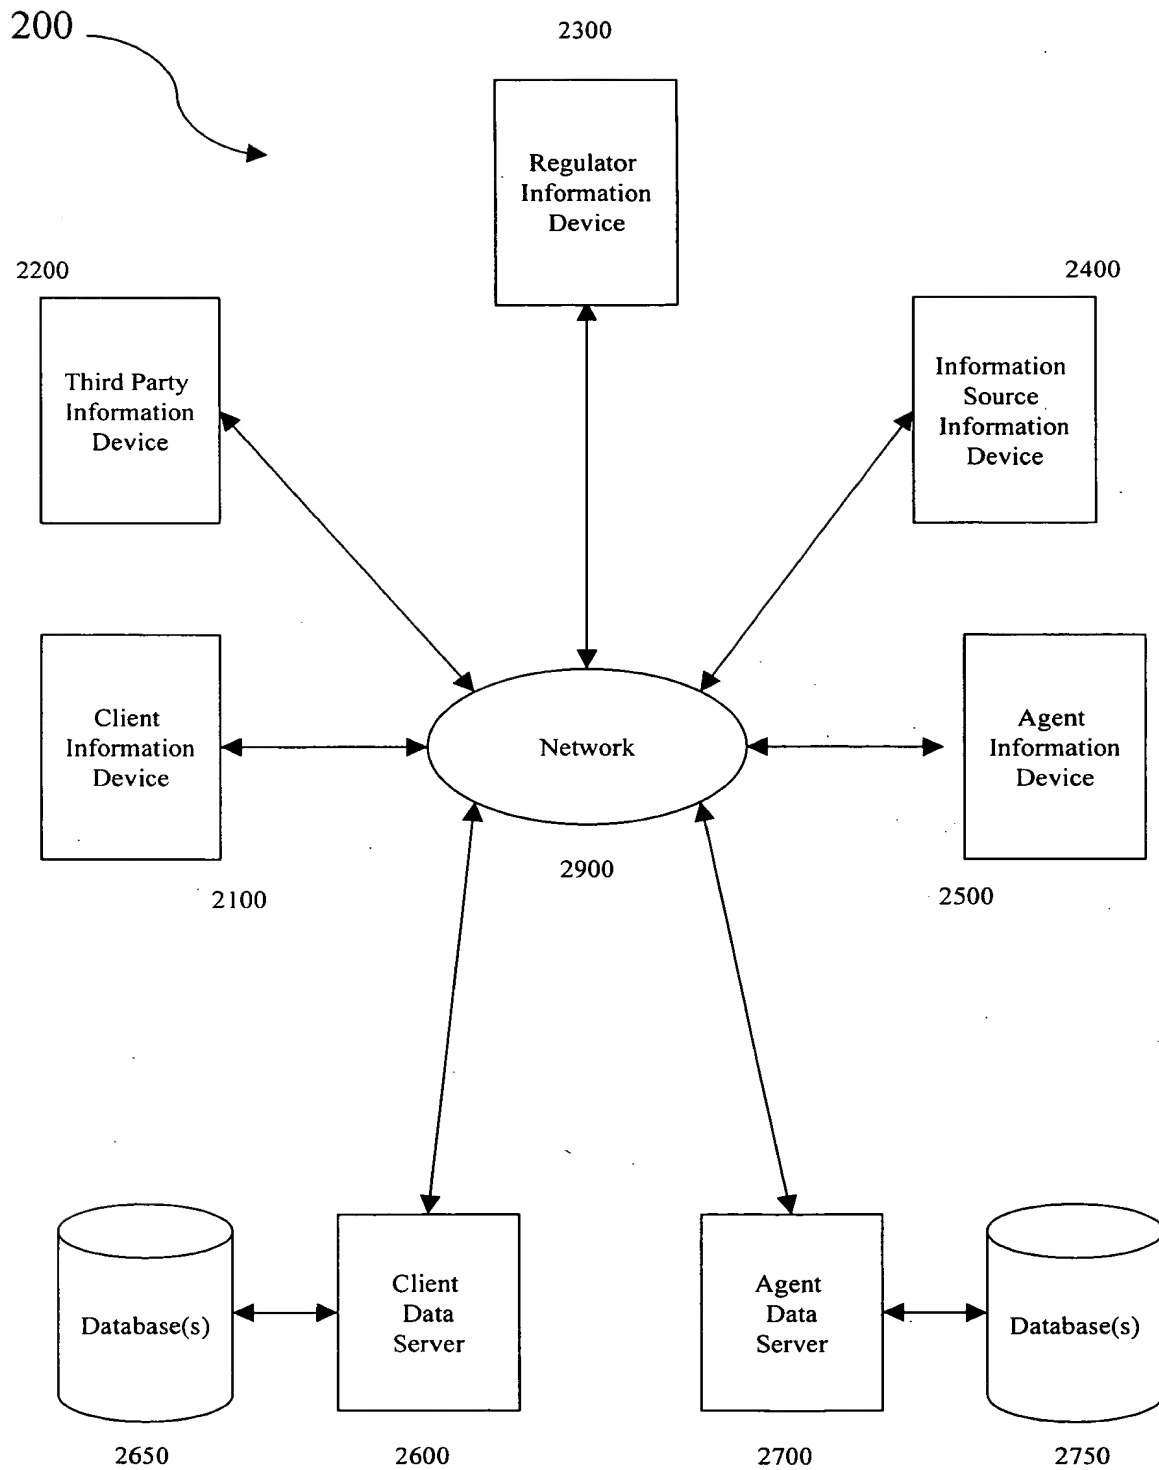 200
2300
Regulator
Information
Device
2200
2400
Third Party
Information
Device
Information
Source
Information
Device
Client
Information
Device
Network
Agent
Information
Device
2900
2100
2500
Database(s)
Client
Data
Server
Agent
Data
Server
Database(s)
2650
2600
2700
2750